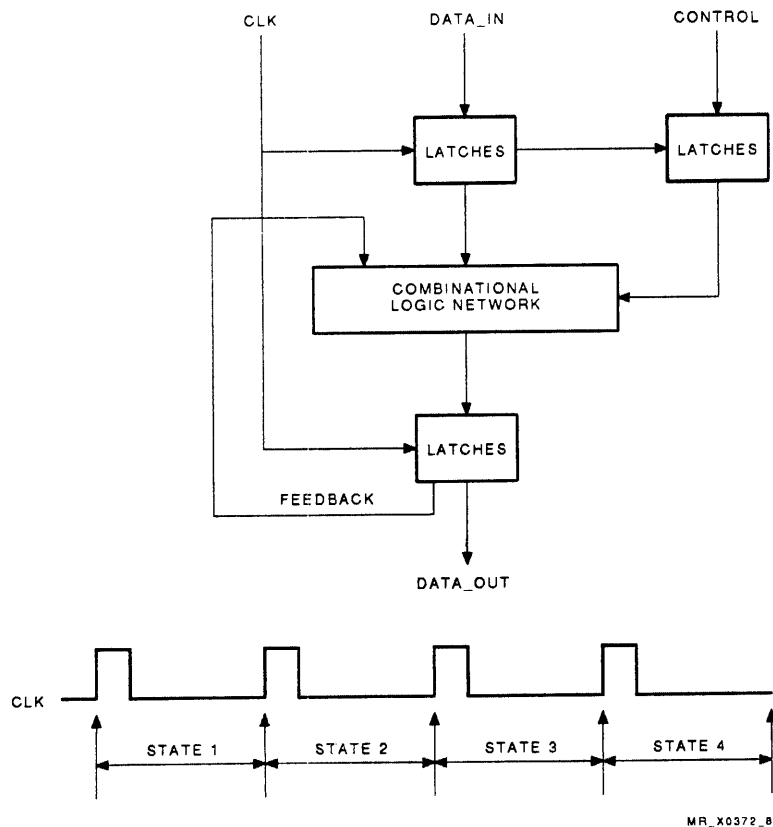 CLK
DATA_IN
CONTROL
LATCHES
LATCHES
COMBINATIONAL
LOGIC NETWORK
LATCHES
FEEDBACK
DATA_OUT
CLK
STATE 1
STATE 2
STATE 3
STATE 4
MR_X0372_8